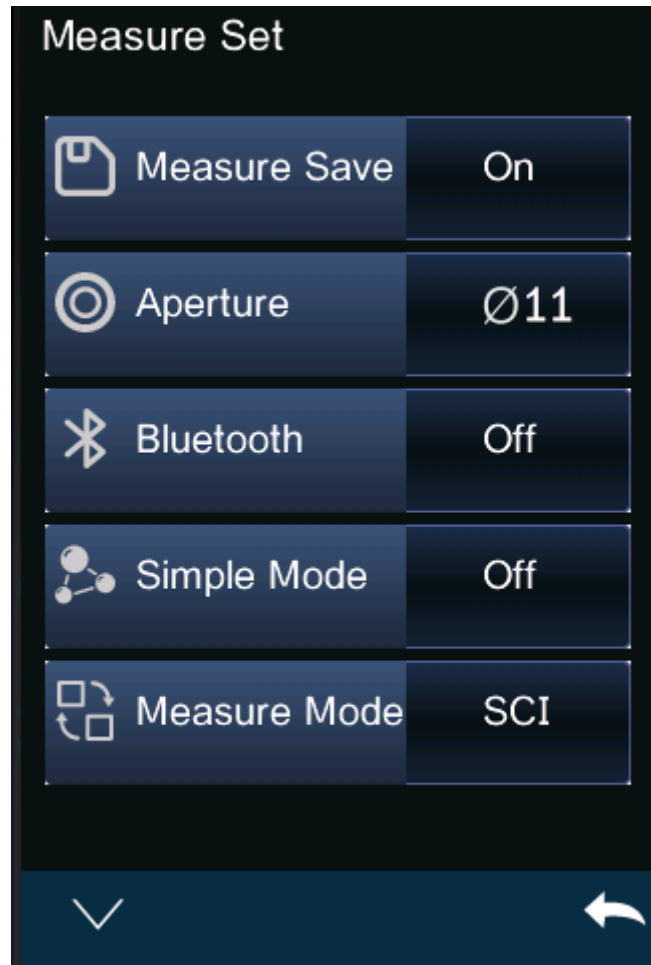 Measure Set
Measure Save On
Aperture Ø11
Bluetooth Off
Simple Mode Off
Measure Mode SCI